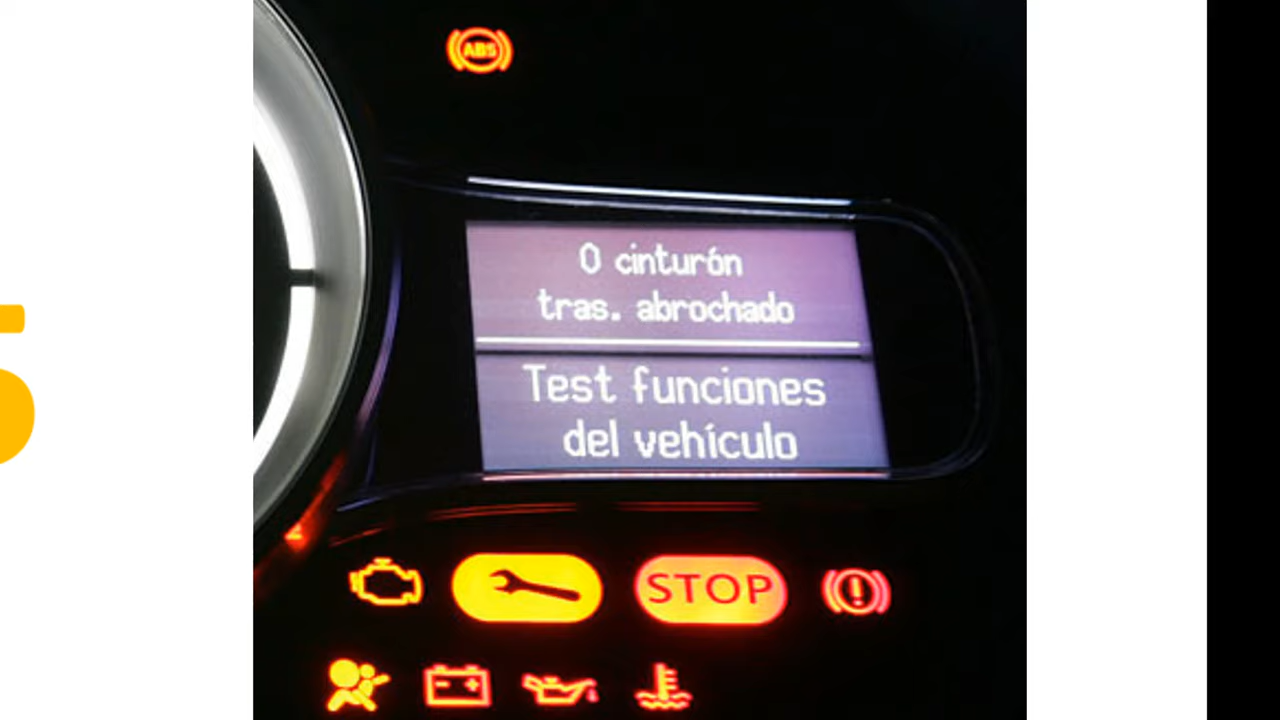 ABS
0 cinturón
tras. abrochado
Test funciones
del vehículo
STOP